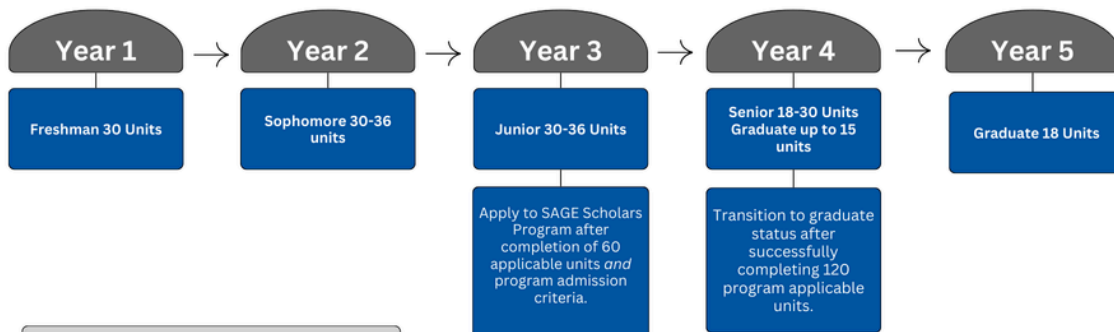 Year 1
Year 2
Year 3
Year 4
Year 5
Freshman 30 Units
Sophomore 30-36
units
Junior 30-36 Units
Senior 18-30 Units
Graduate up to 15
units
Graduate 18 Units
Apply to SAGE Scholars
Program after
completion of 60
applicable units and
program admission
criteria.
Transition to graduate
status after
successfully
completing 120
program applicable
units.